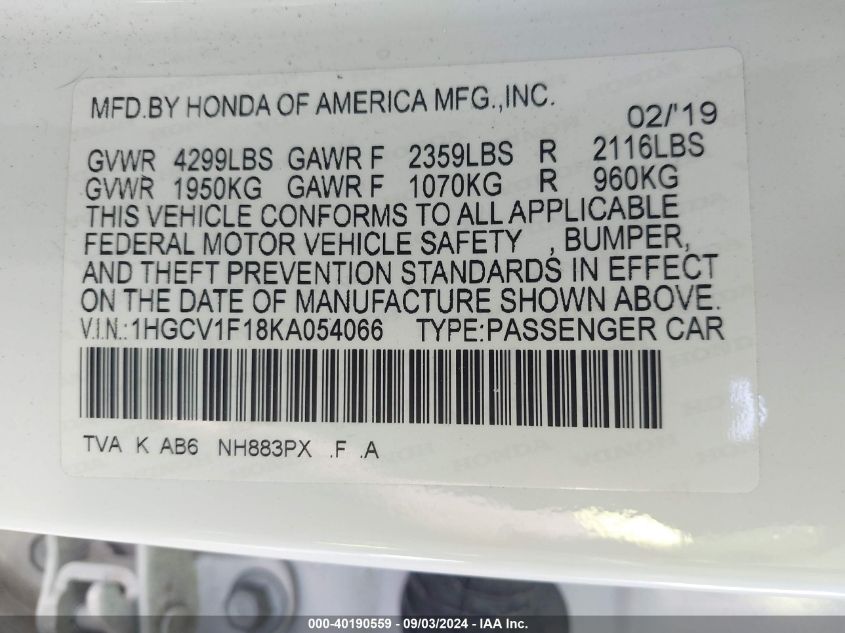 MFD.BY HONDA OF AMERICA MFG.,INC.
02/'19
GVWR 4299LBS GAWR F 2359LBS R 2116LBS
GVWR 1950KG GAWR F 1070KG R 960KG
THIS VEHICLE CONFORMS TO ALL APPLICABLE
FEDERAL MOTOR VEHICLE SAFETY , BUMPER,
AND THEFT PREVENTION STANDARDS IN EFFECT
ON THE DATE OF MANUFACTURE SHOWN ABOVE.
V.I.N.:1HGCV1F18KA054066 TYPE:PASSENGER CAR
TVA K AB6 NH883PX .F .A
000-40190559 - 09/03/2024 - IAA Inc.